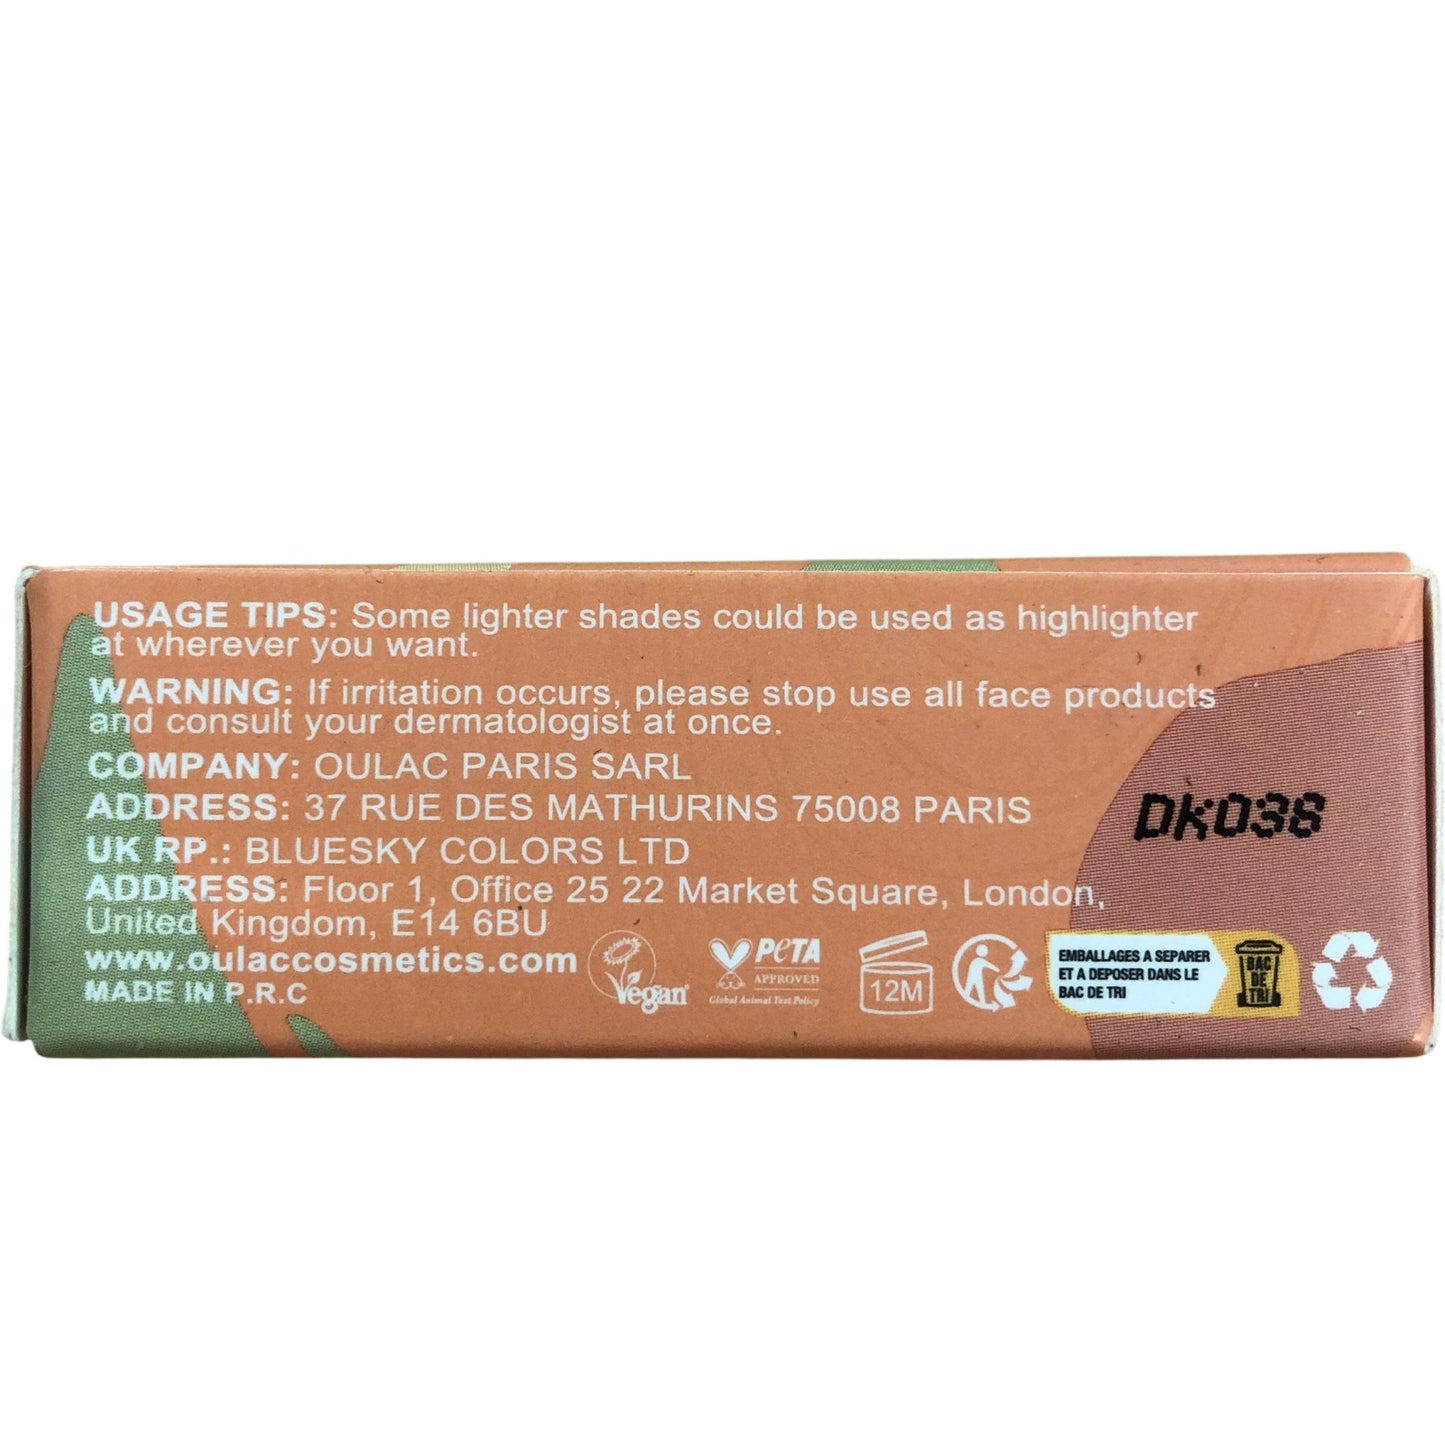 USAGE TIPS: Some lighter shades could be used as highlighter
at wherever you want.
WARNING: If irritation occurs, please stop use all face products
and consult your dermatologist at once.
COMPANY: OULAC PARIS SARL
ADDRESS: 37 RUE DES MATHURINS 75008 PARIS
UK RP.: BLUESKY COLORS LTD
ADDRESS: Floor 1, Office 25 22 Market Square, London,
United Kingdom, E14 6BU
www.oulaccosmetics.com
MADE IN P.R.C
Vegan
PETA
APPROVED
Global Animal Test Policy
12M
EMBALLAGES A SEPARER
ET A DEPOSER DANS LE
BAC DE TRI
BAC
DE
TRI
DK038